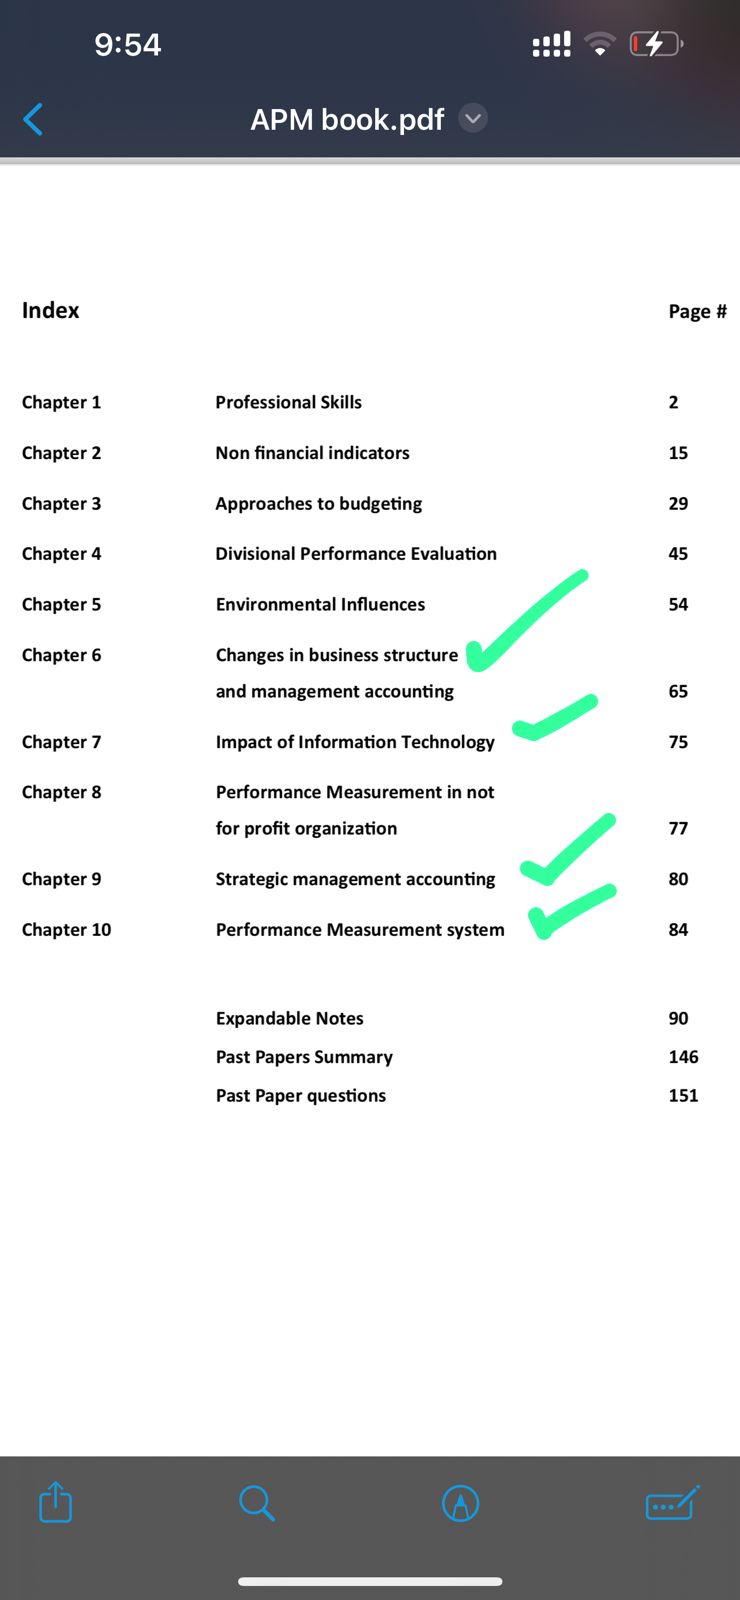 9:54
APM book.pdf
Index Page #
Chapter 1 Professional Skills 2
Chapter 2 Non financial indicators 15
Chapter 3 Approaches to budgeting 29
Chapter 4 Divisional Performance Evaluation 45
Chapter 5 Environmental Influences 54
Chapter 6 Changes in business structure
and management accounting 65
Chapter 7 Impact of Information Technology 75
Chapter 8 Performance Measurement in not
for profit organization 77
Chapter 9 Strategic management accounting 80
Chapter 10 Performance Measurement system 84
Expandable Notes 90
Past Papers Summary 146
Past Paper questions 151